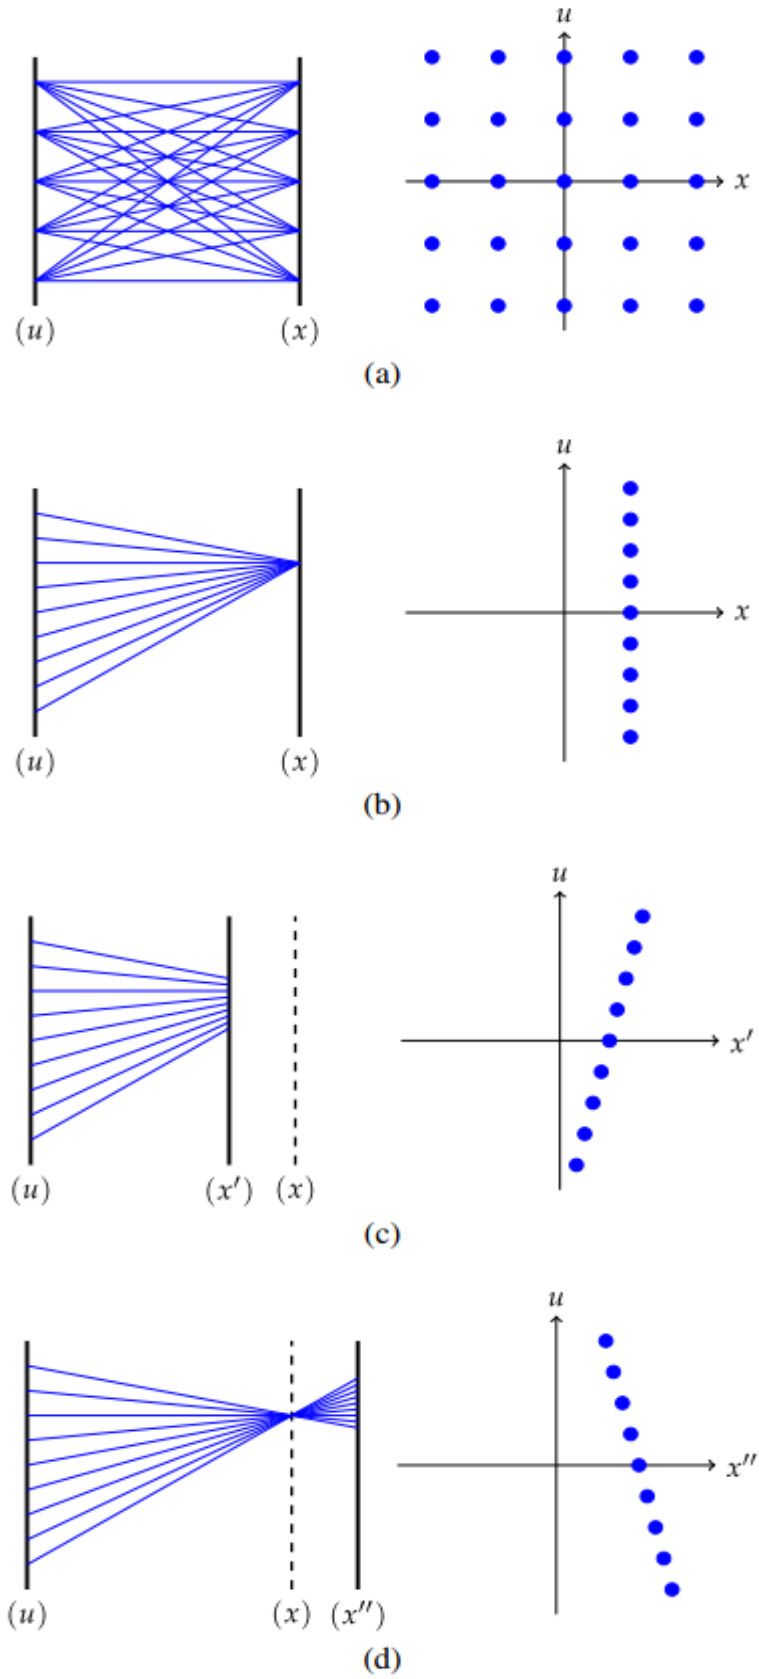 u
x
(u) (x)
(a)
u
x
(u) (x)
(b)
u
x′
(u) (x′) (x)
(c)
u
x′′
(u) (x) (x′′)
(d)